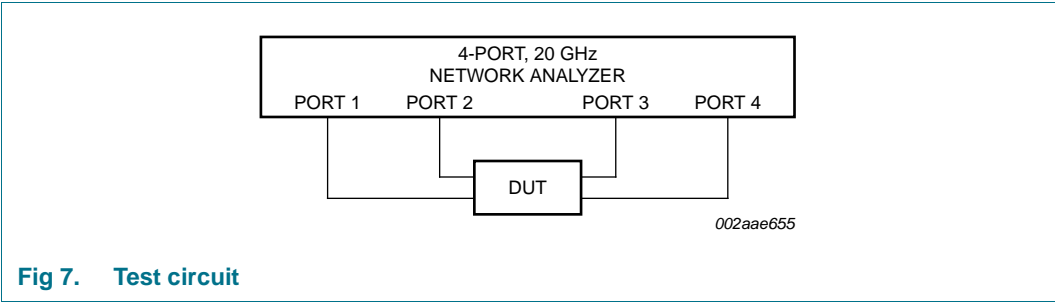 4-PORT, 20 GHz
NETWORK ANALYZER
PORT 1 PORT 2 PORT 3 PORT 4
DUT
002aae655
Fig 7. Test circuit